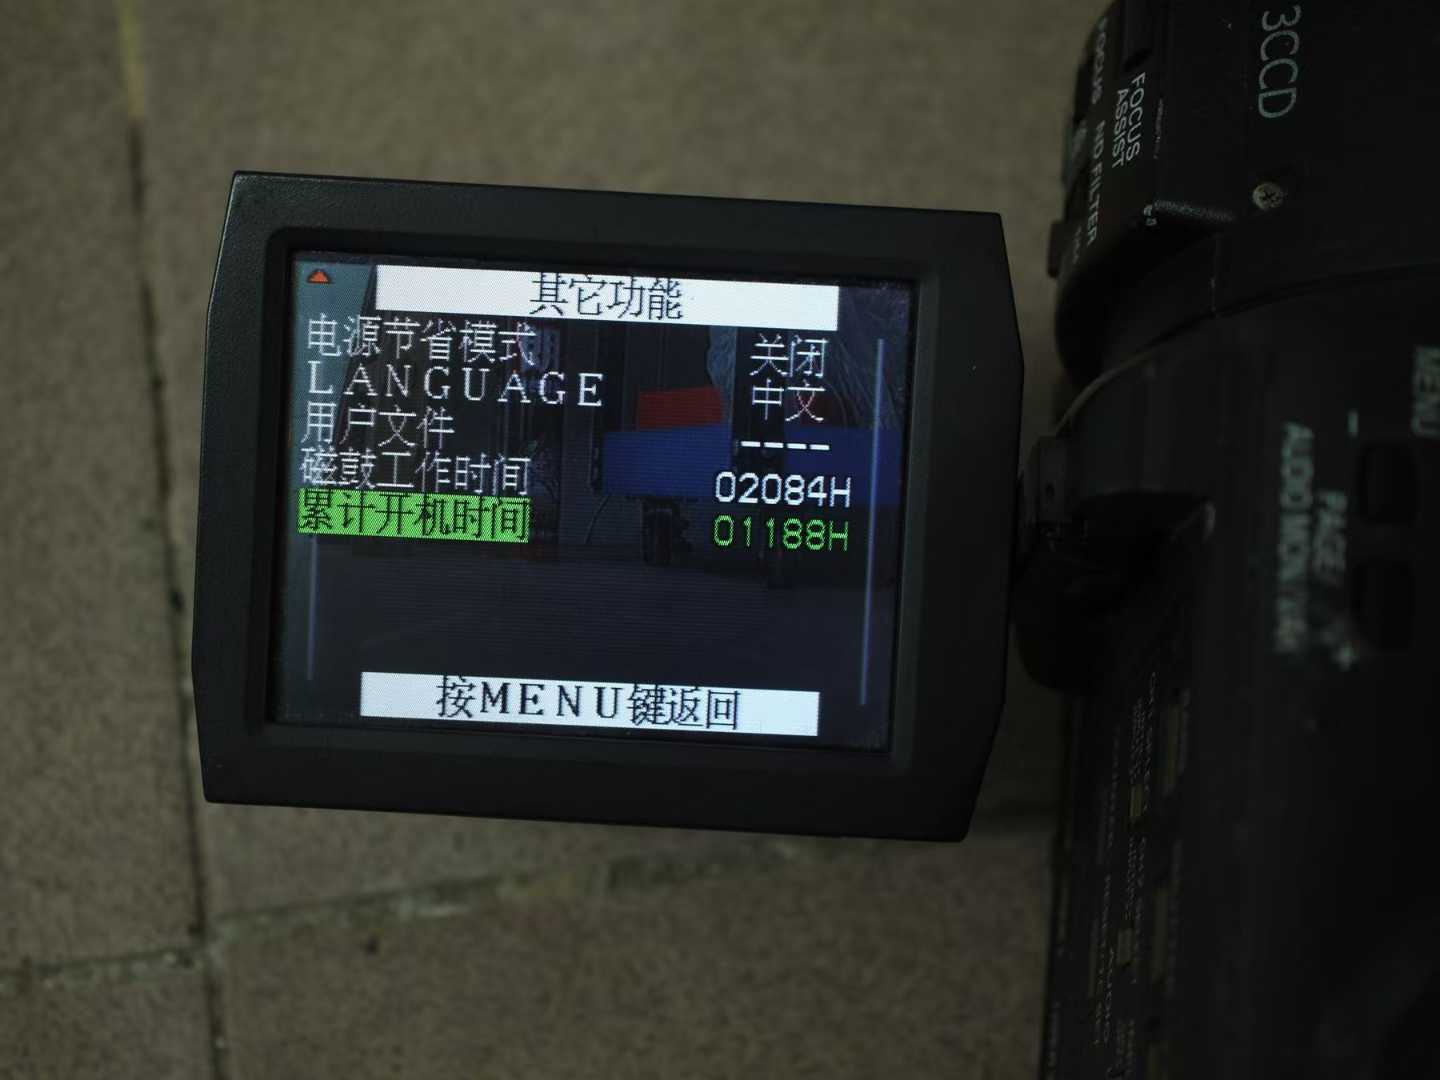 其它功能
电源节省模式 关闭
LANGUAGE 中文
用户文件 ----
磁鼓工作时间 02084H
累计开机时间 01188H
按MENU键返回
3CCD
FOCUS ASSIST
FOCUS ND FILTER
MENU
PAGE/
AUDIO MON/